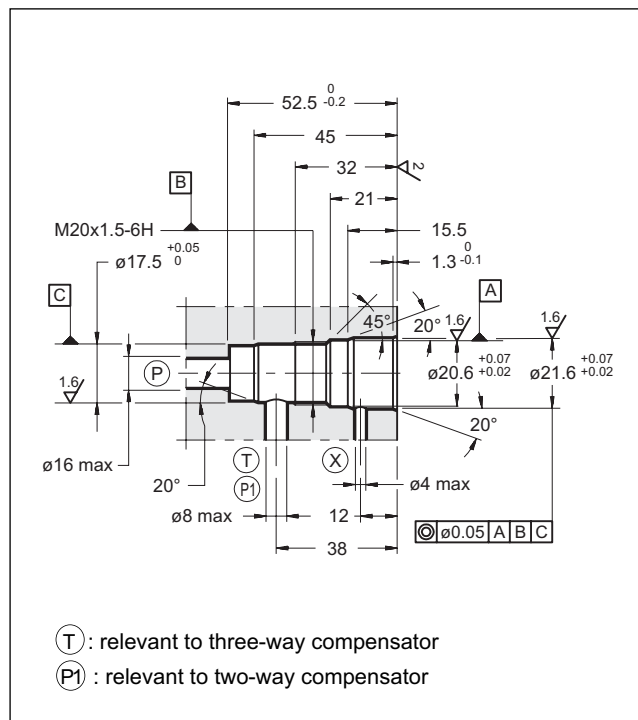 52.5 0 -0.2
45
32
2
B
21
M20x1.5-6H
15.5
ø17.5 +0.05 0
1.3 0 -0.1
C
A
45°
20°
1.6
1.6
P
1.6
ø20.6 +0.07 +0.02
ø21.6 +0.07 +0.02
ø16 max
20°
T
X
20°
P1
ø4 max
ø8 max
12
ø0.05 A B C
38
T : relevant to three-way compensator
P1 : relevant to two-way compensator